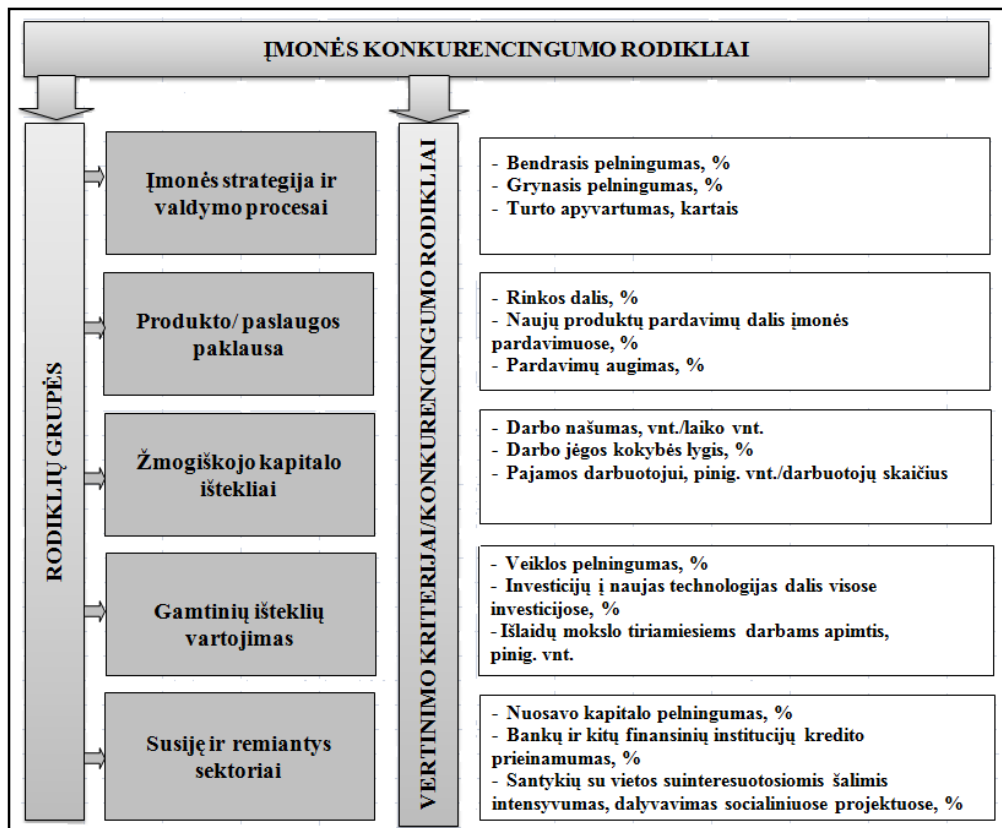 ĮMONĖS KONKURENCINGUMO RODIKLIAI
RODIKLIŲ GRUPĖS
VERTINIMO KRITERIJAI/KONKURENCINGUMO RODIKLIAI
Įmonės strategija ir
valdymo procesai
- Bendrasis pelningumas, %
- Grynasis pelningumas, %
- Turto apyvartumas, kartais
Produkto/ paslaugos
paklausa
- Rinkos dalis, %
- Naujų produktų pardavimų dalis įmonės
pardavimuose, %
- Pardavimų augimas, %
Žmogiškojo kapitalo
ištekliai
- Darbo našumas, vnt./laiko vnt.
- Darbo jėgos kokybės lygis, %
- Pajamos darbuotojui, pinig. vnt./darbuotojų skaičius
Gamtinių išteklių
vartojimas
- Veiklos pelningumas, %
- Investicijų į naujas technologijas dalis visose
investicijose, %
- Išlaidų mokslo tiriamiesiems darbams apimtis,
pinig. vnt.
Susiję ir remiantys
sektoriai
- Nuosavo kapitalo pelningumas, %
- Bankų ir kitų finansinių institucijų kredito
prieinamumas, %
- Santykių su vietos suinteresuotosiomis šalimis
intensyvumas, dalyvavimas socialiniuose projektuose, %